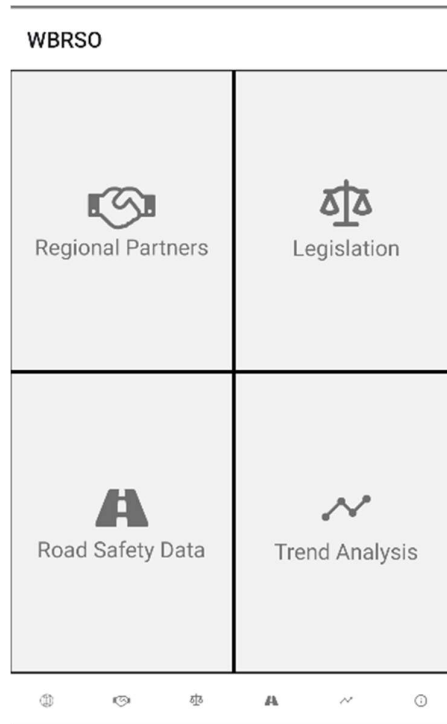 WBRSO
Regional Partners
Legislation
Road Safety Data
Trend Analysis